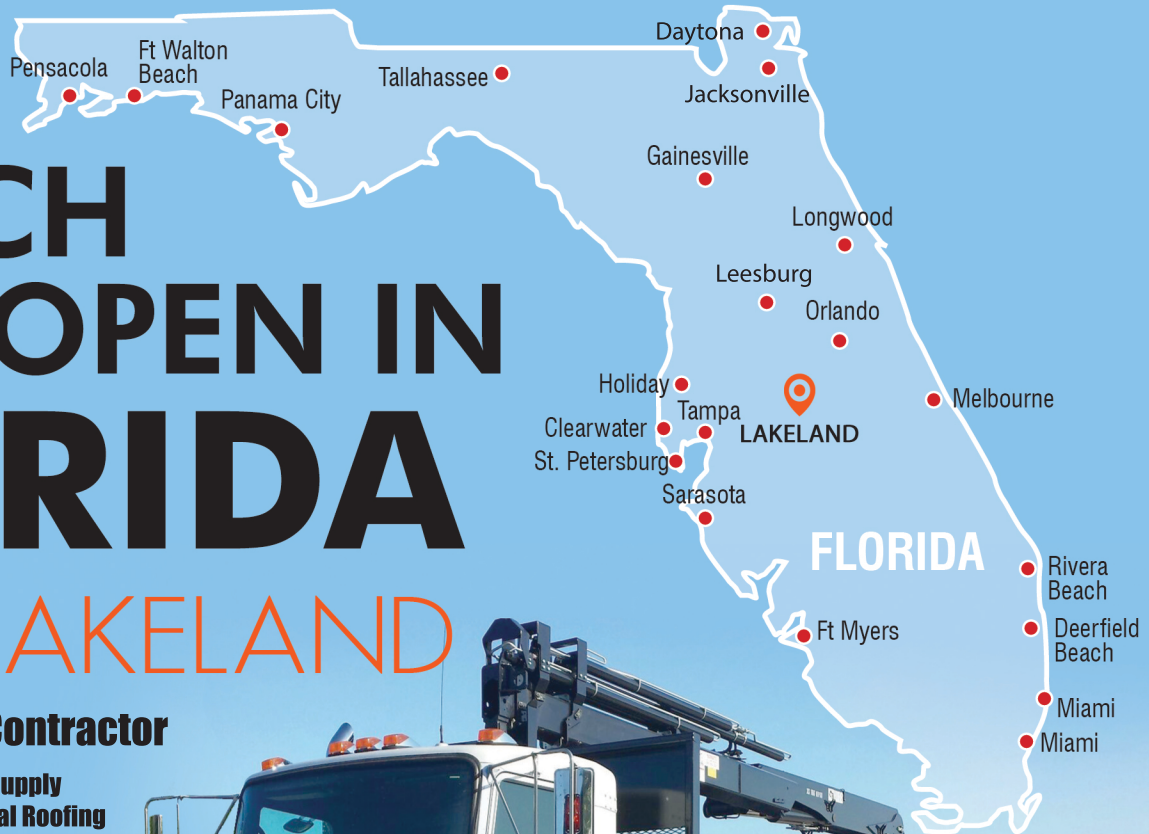 Daytona
Ft Walton
Beach
Pensacola
Tallahassee
Jacksonville
Panama City
Gainesville
CH
Longwood
Leesburg
OPEN IN
Orlando
Holiday
Melbourne
Tampa
Clearwater
LAKELAND
St. Petersburg
RIDA
Sarasota
FLORIDA
Rivera
Beach
AKELAND
Ft Myers
Deerfield
Beach
Contractor
Miami
Miami
upply
al Roofing